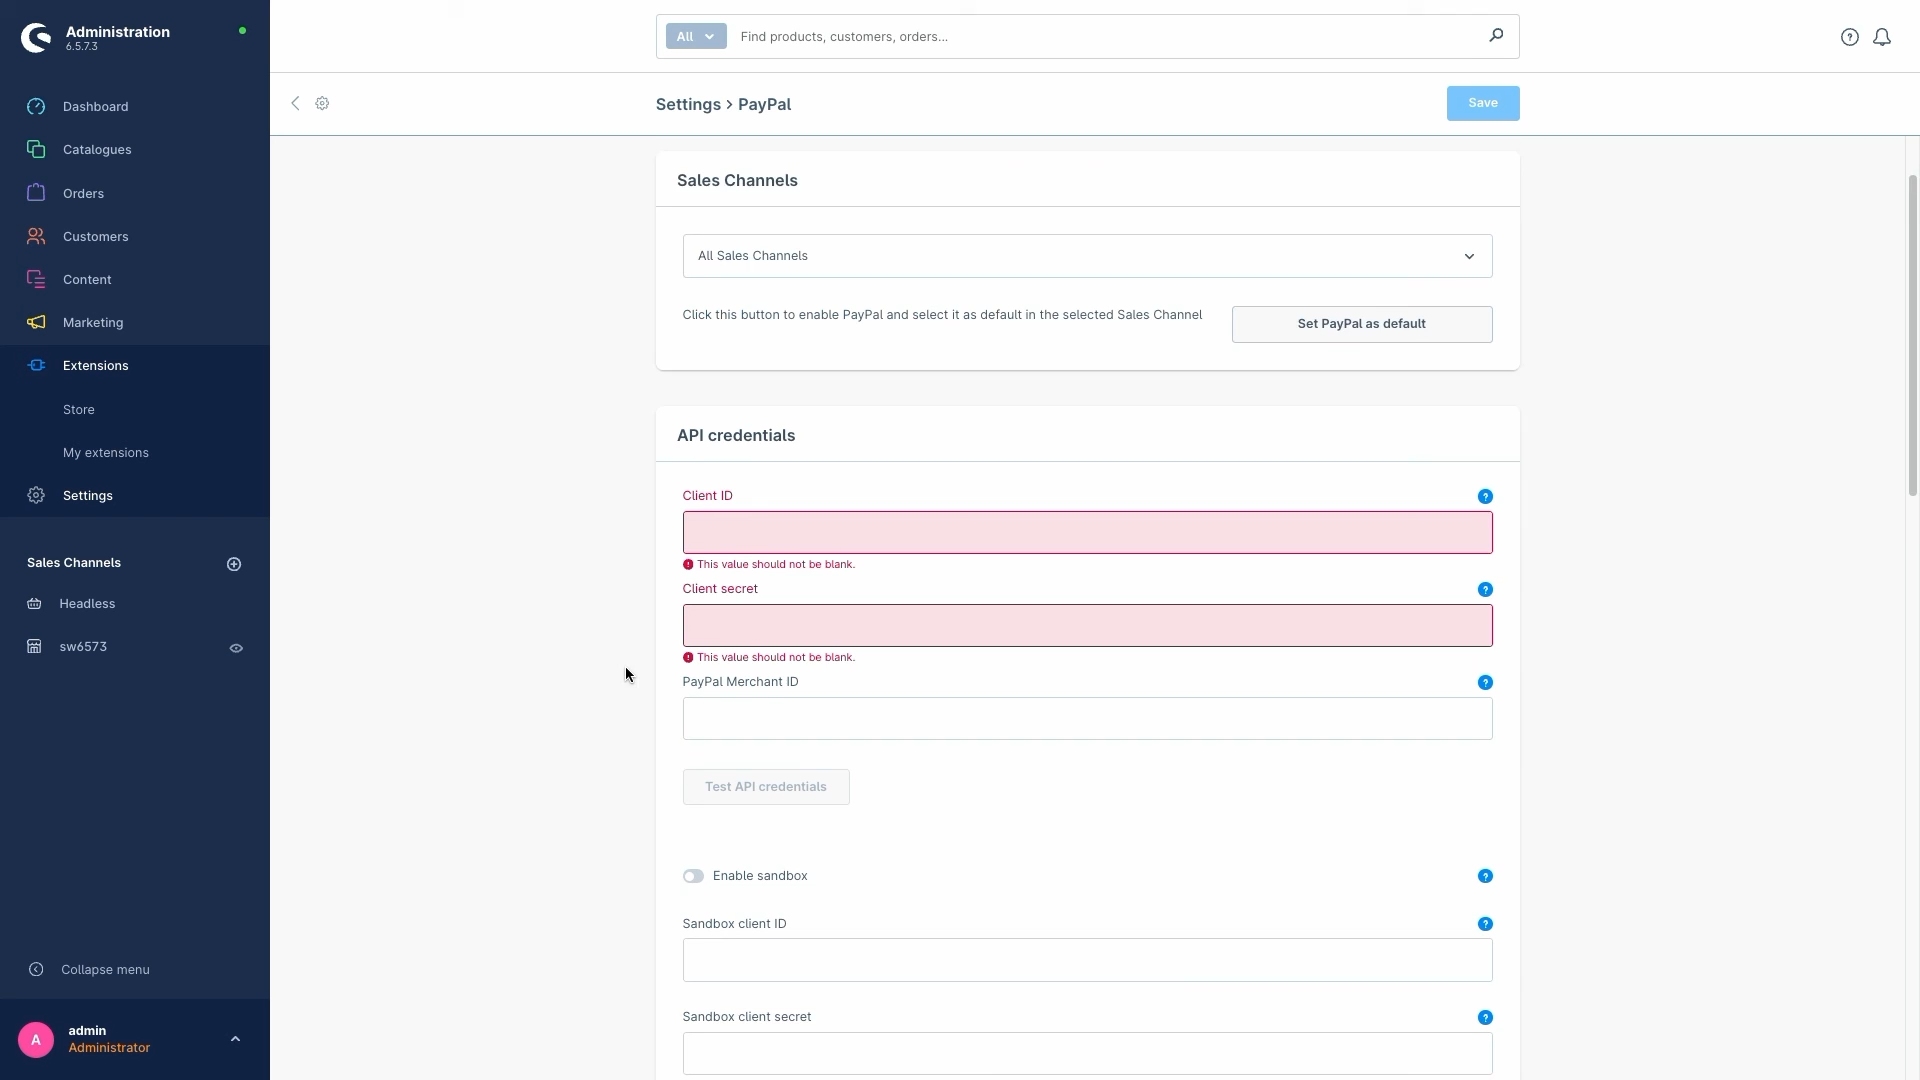 Administration
6.5.7.3
Dashboard
Catalogues
Orders
Customers
Content
Marketing
Extensions
Store
My extensions
Settings
Sales Channels
Headless
sw6573
Collapse menu
A
admin
Administrator
All
Find products, customers, orders...
Settings > PayPal
Save
Sales Channels
All Sales Channels
Click this button to enable PayPal and select it as default in the selected Sales Channel
Set PayPal as default
API credentials
Client ID
This value should not be blank.
Client secret
This value should not be blank.
PayPal Merchant ID
Test API credentials
Enable sandbox
Sandbox client ID
Sandbox client secret